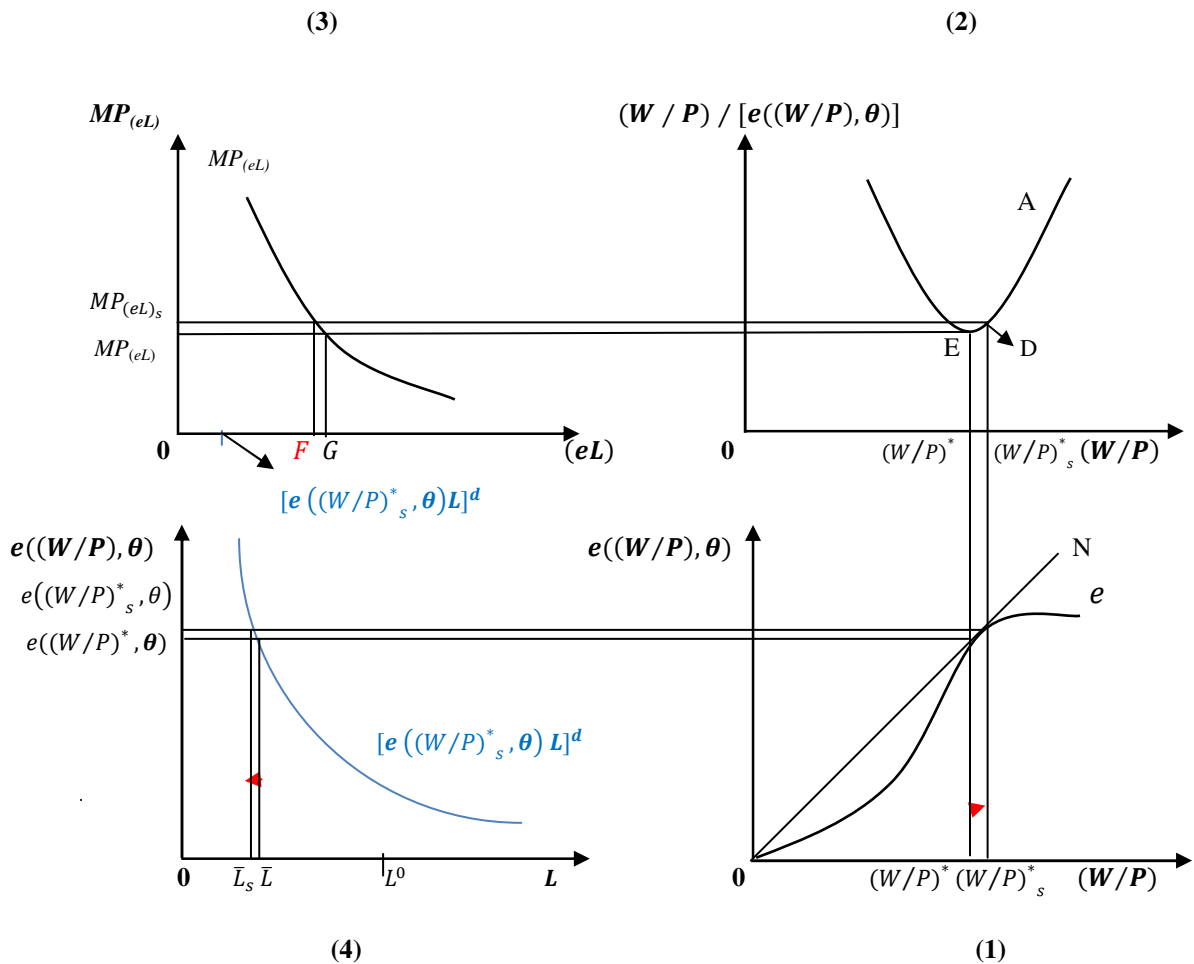 (3)
(2)
MP(eL)
(W / P) / [e((W/P), θ)]
MP(eL)
A
MP(eL)s
MP(eL)
E
D
0
F
G
(eL)
0
(W/P)*
(W/P)*s
(W/P)
[e ((W/P)*s, θ)L]d
e((W/P), θ)
e((W/P), θ)
N
e((W/P)*s, θ)
e
e((W/P)*, θ)
[e ((W/P)*s, θ) L]d
.
0
L̅s
L̅
L0
L
0
(W/P)*
(W/P)*s
(W/P)
(4)
(1)